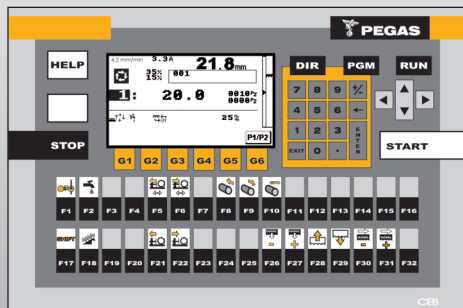 PEGAS
HELP
4,2 mm/min 3.3A 21.8mm
35%
15%
001
1: 20.0 0010Pz
0000Pz
25%
P1/P2
DIR PGM RUN
7 8 9 +/-
4 5 6 ←
1 2 3 ENTER
EXIT 0 .
STOP
START
G1 G2 G3 G4 G5 G6
F1 F2 F3 F4 F5 F6 F7 F8 F9 F10 F11 F12 F13 F14 F15 F16
SHIFT
F17 F18 F19 F20 F21 F22 F23 F24 F25 F26 F27 F28 F29 F30 F31 F32
CEB